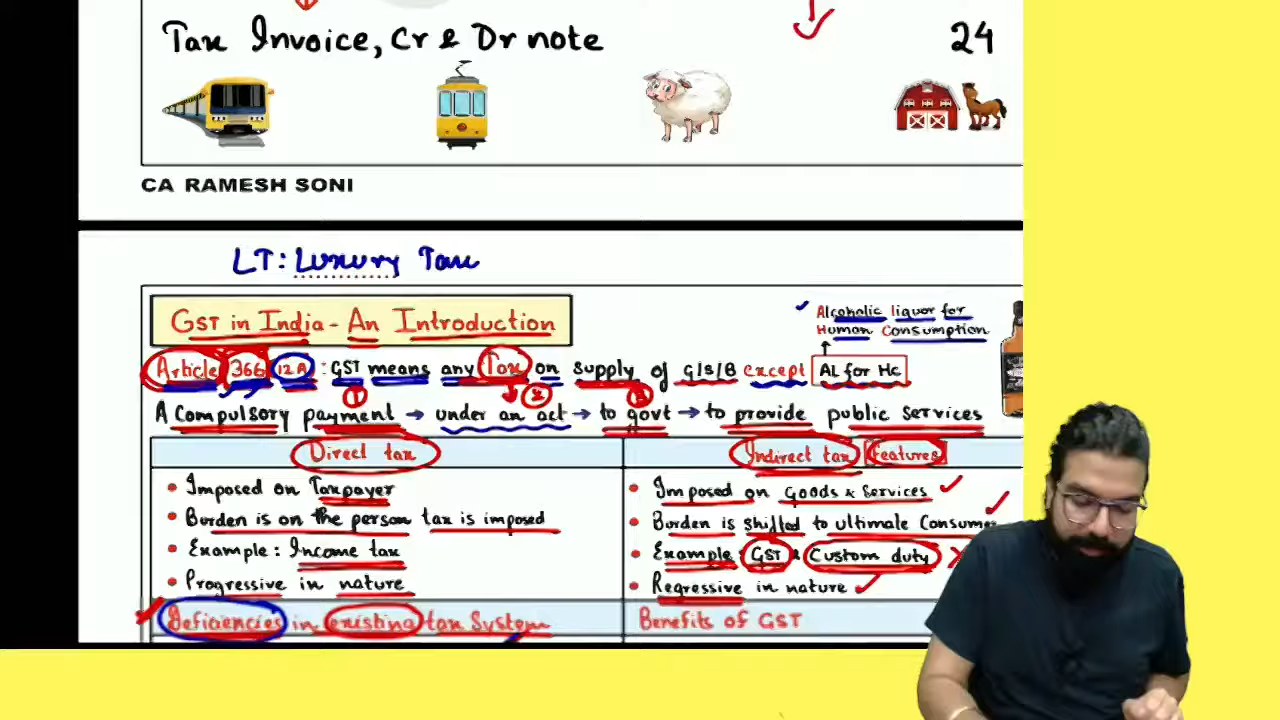 Tax Invoice, Cr & Dr note 24
CA RAMESH SONI
LT: Luxury Tax
GST in India - An Introduction
Alcoholic liquor for
Human Consumption
Article 366 12A : GST means any Tax on supply of G/S/B except AL for HC
1 2 3
A Compulsory payment → under an act → to govt → to provide public services
Direct tax
• Imposed on Taxpayer
• Burden is on the person tax is imposed
• Example: Income tax
• Progressive in nature
Indirect tax Features
• Imposed on goods & services
• Burden is shifted to ultimate Consumer
• Example GST & Custom duty
• Regressive in nature
Deficiencies in existing tax System
Benefits of GST